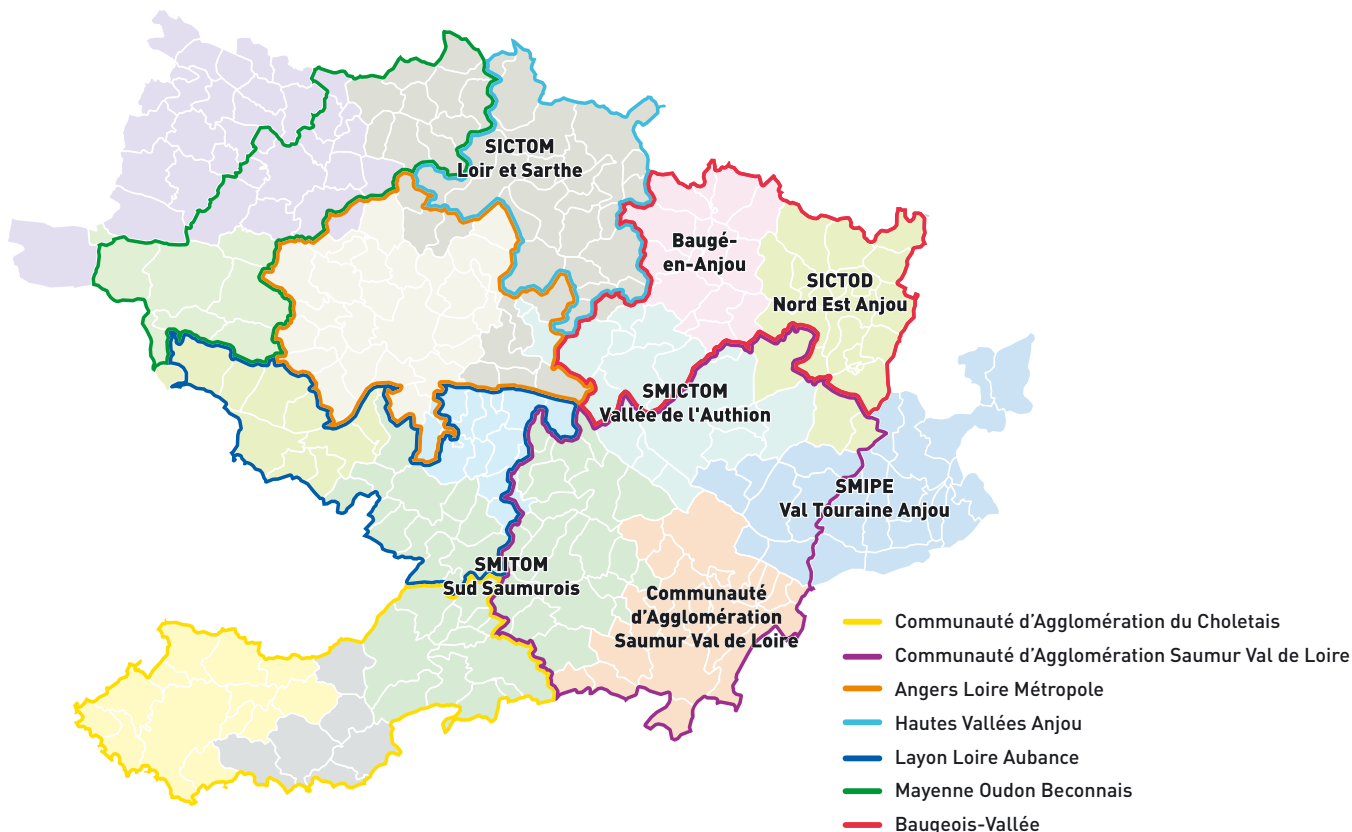 SICTOM
Loir et Sarthe
Baugé-
en-Anjou
SICTOD
Nord Est Anjou
SMICTOM
Vallée de l'Authion
SMIPE
Val Touraine Anjou
SMITOM
Sud Saumurois
Communauté
d’Agglomération
Saumur Val de Loire
Communauté d’Agglomération du Choletais
Communauté d’Agglomération Saumur Val de Loire
Angers Loire Métropole
Hautes Vallées Anjou
Layon Loire Aubance
Mayenne Oudon Beconnais
Baugeois-Vallée